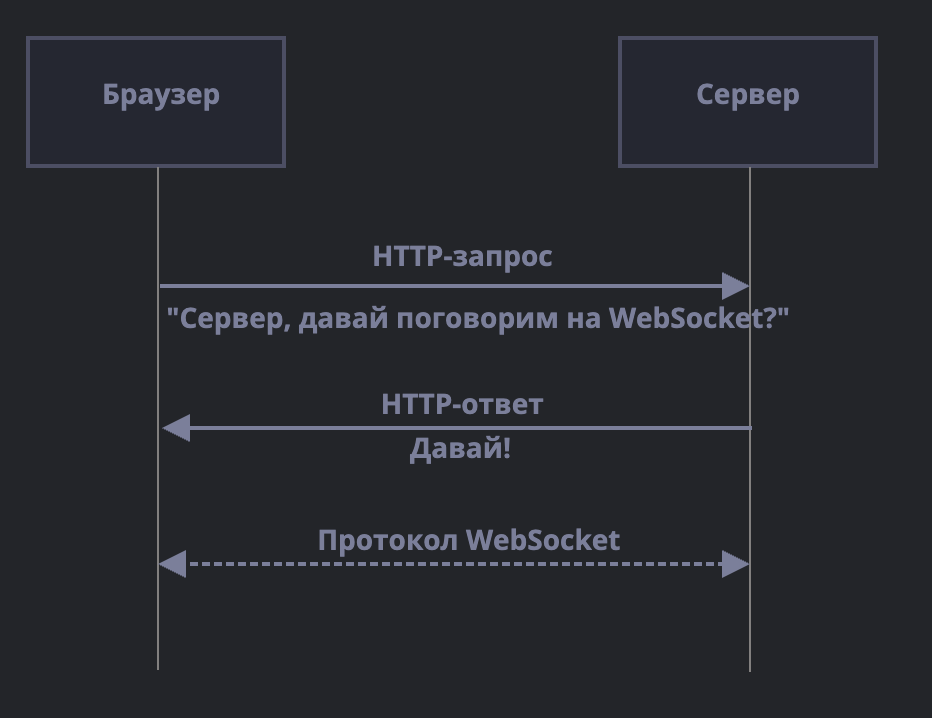 Браузер
Сервер
HTTP-запрос
"Сервер, давай поговорим на WebSocket?"
HTTP-ответ
Давай!
Протокол WebSocket